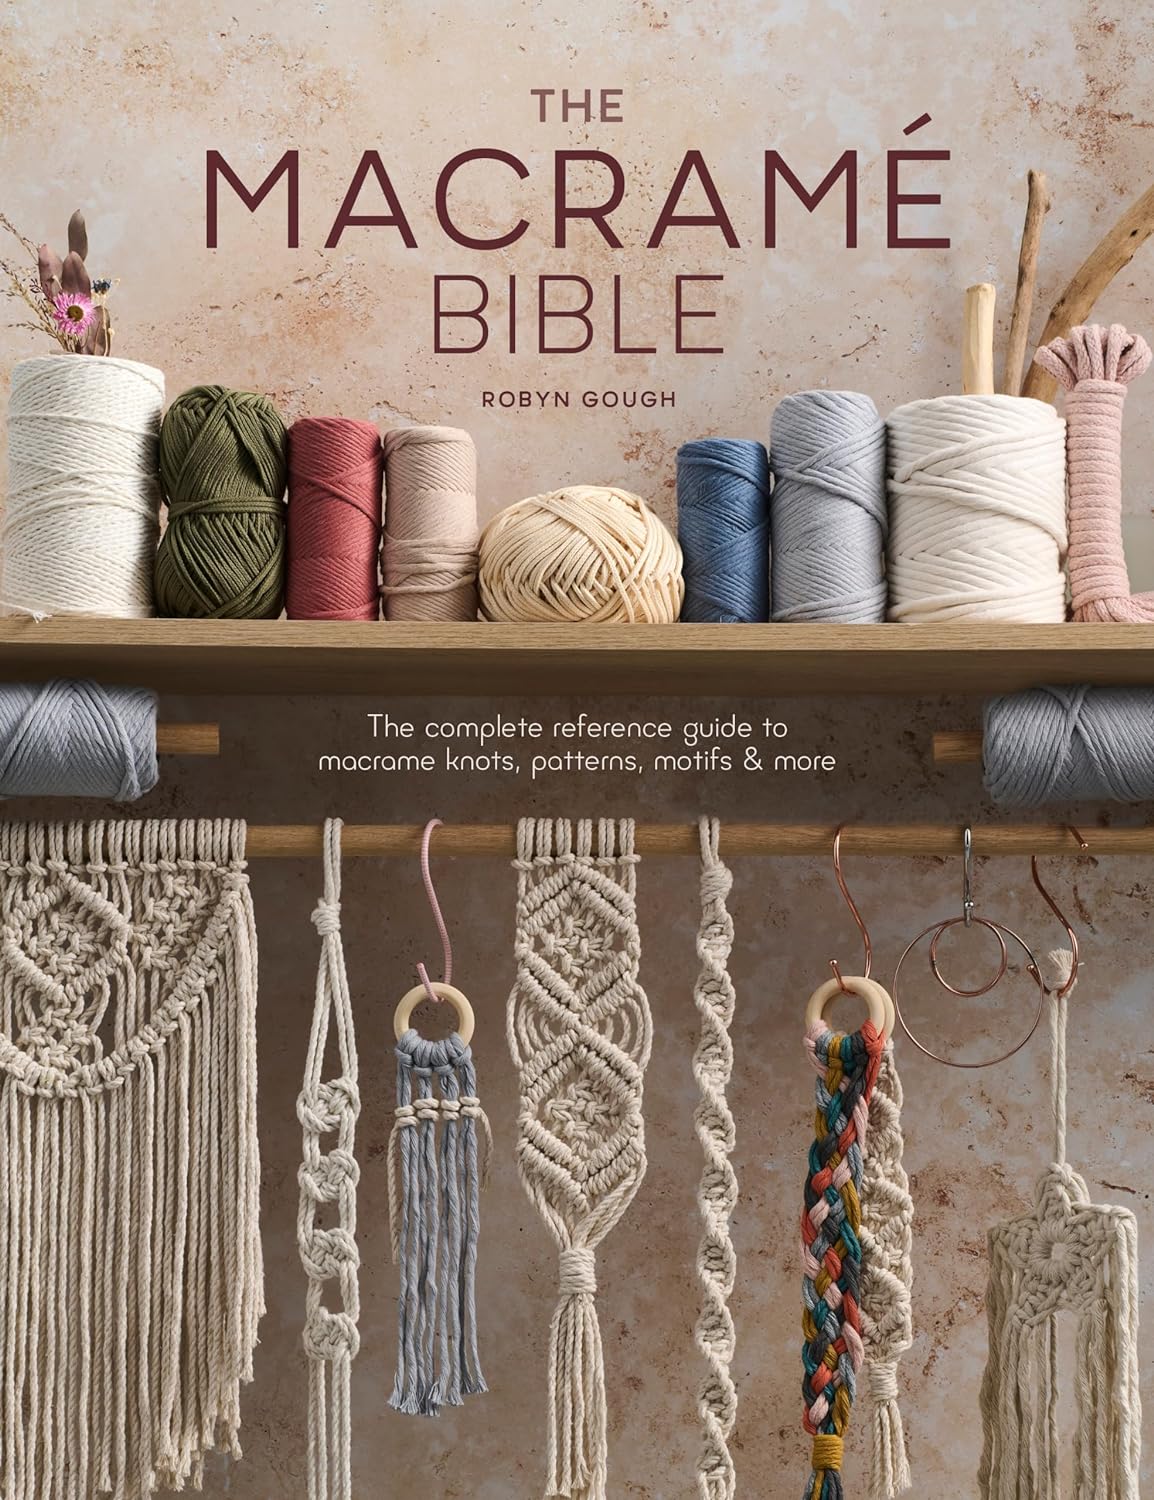 THE
MACRAMÉ
BIBLE
ROBYN GOUGH
The complete reference guide to
macrame knots, patterns, motifs & more